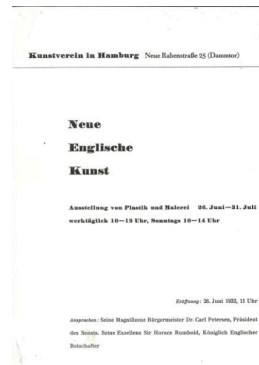 Kunstverein in Hamburg Neue Rabenstraße 25 (Dammtor)
Neue
Englische
Kunst
Ausstellung von Plastik und Malerei 26. Juni—31. Juli
werktäglich 10—19 Uhr, Sonntags 10—14 Uhr
Eröffnung: 26. Juni 1932, 11 Uhr
Ansprachen: Seine Magnifizenz Bürgermeister Dr. Carl Petersen, Präsident
des Senats, Seine Exzellenz Sir Horace Rumbold, Königlich Englischer
Botschafter